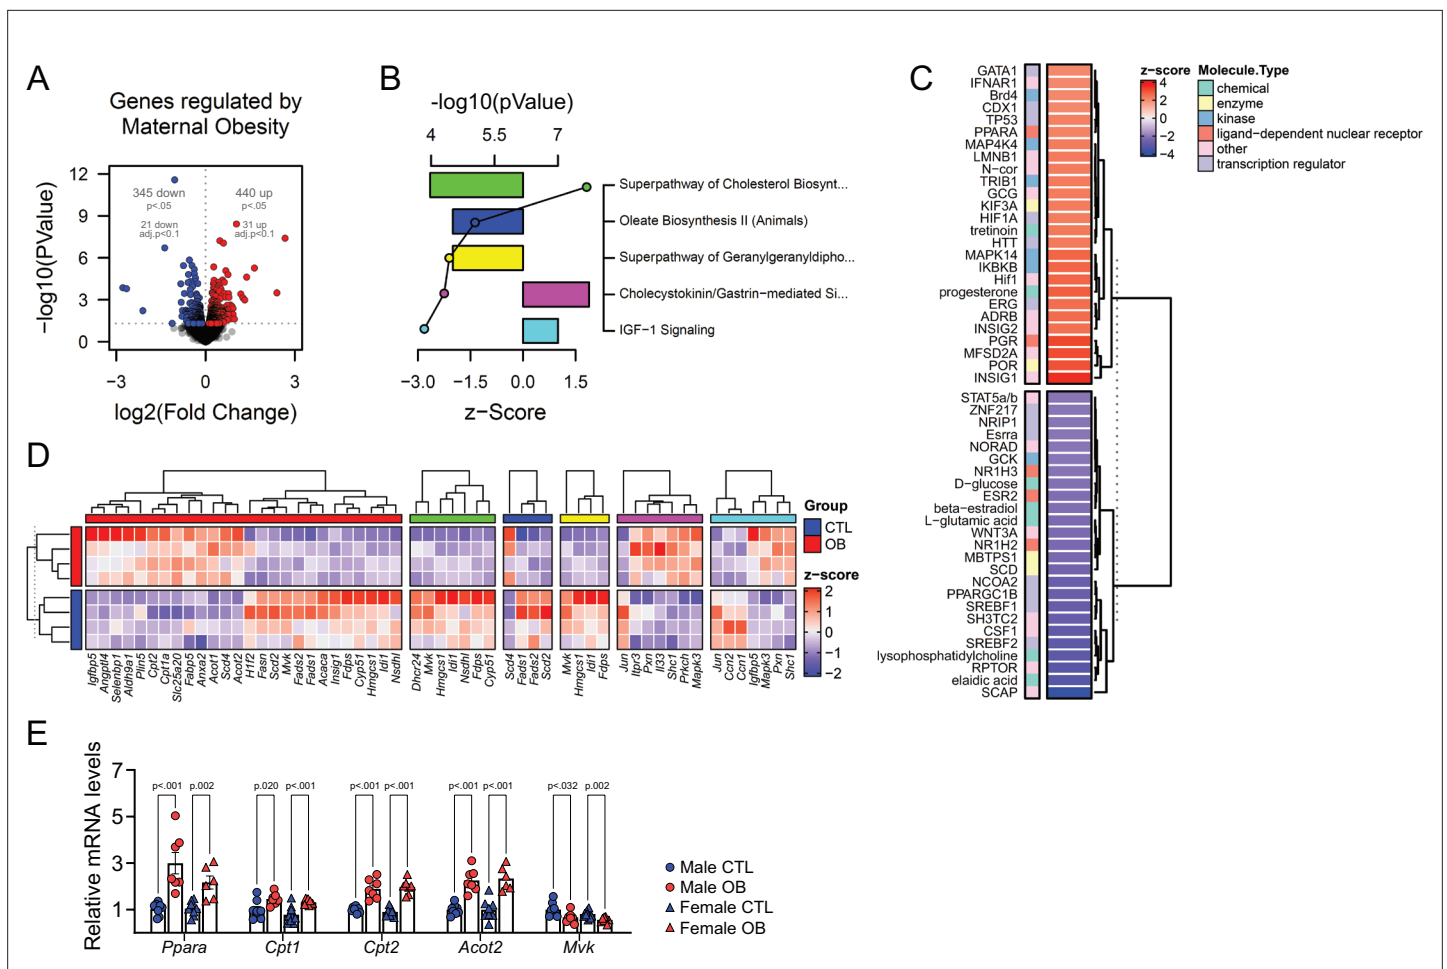 A
Genes regulated by
Maternal Obesity
345 down
p<.05
440 up
p<.05
21 down
adj.p<0.1
31 up
adj.p<0.1
12
9
6
3
0
−log10(PValue)
−3
0
3
log2(Fold Change)
B
-log10(pValue)
4
5.5
7
Superpathway of Cholesterol Biosynt...
Oleate Biosynthesis II (Animals)
Superpathway of Geranylgeranyldipho...
Cholecystokinin/Gastrin−mediated Si...
IGF−1 Signaling
−3.0
−1.5
0.0
1.5
z−Score
C
GATA1
IFNAR1
Brd4
CDX1
TP53
PPARA
MAP4K4
LMNB1
N-cor
TRIB1
GCG
KIF3A
HIF1A
tretinoin
HTT
MAPK14
IKBKB
Hif1
progesterone
ERG
ADRB
INSIG2
PGR
MFSD2A
POR
INSIG1
STAT5a/b
ZNF217
NRIP1
Esrra
NORAD
GCK
NR1H3
D-glucose
ESR2
beta-estradiol
L-glutamic acid
WNT3A
NR1H2
MBTPS1
SCD
NCOA2
PPARGC1B
SREBF1
SH3TC2
CSF1
SREBF2
lysophosphatidylcholine
RPTOR
elaidic acid
SCAP
z−score
4
2
0
−2
−4
Molecule.Type
chemical
enzyme
kinase
ligand−dependent nuclear receptor
other
transcription regulator
D
Igfbp5
Angptl4
Selenbp1
Aldh9a1
Plin5
Cpt2
Cpt1a
Slc25a20
Fabp5
Anxa2
Acot1
Scd4
Acot2
H1f2
Fasn
Scd2
Mvk
Fads2
Fads1
Acaca
Insig1
Fdps
Cyp51
Hmgcs1
Idi1
Nsdhl
Dhcr24
Mvk
Hmgcs1
Idi1
Nsdhl
Fdps
Cyp51
Scd4
Fads1
Fads2
Scd2
Mvk
Hmgcs1
Idi1
Fdps
Jun
Itpr3
Pxn
Il33
Shc1
Prkch
Mapk3
Jun
Ccn2
Ccn1
Igfbp5
Mapk3
Pxn
Shc1
Group
CTL
OB
z−score
2
1
0
−1
−2
E
Relative mRNA levels
7
5
3
1
p<.001
p.002
p.020
p<.001
p<.001
p<.001
p<.001
p<.001
p<.032
p.002
Ppara
Cpt1
Cpt2
Acot2
Mvk
Male CTL
Male OB
Female CTL
Female OB